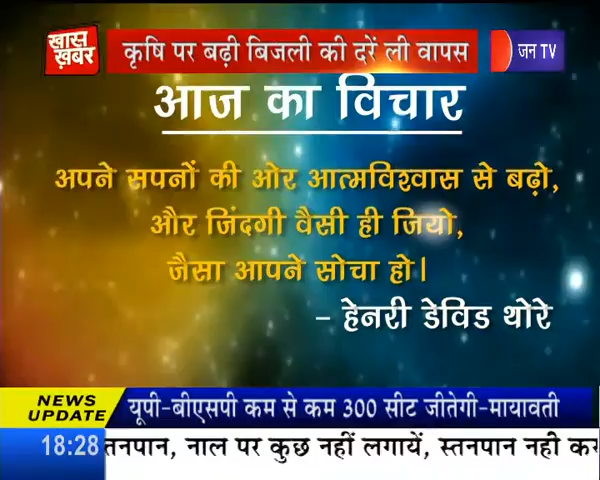 खास ख़बर
कृषि पर बढ़ी बिजली की दरें ली वापस
जन TV
आज का विचार
अपने सपनों की ओर आत्मविश्वास से बढ़ो,
और जिंदगी वैसी ही जियो,
जैसा आपने सोचा हो।
– हेनरी डेविड थोरे
NEWS UPDATE
यूपी-बीएसपी कम से कम 300 सीट जीतेगी-मायावती
18:28
तनपान, नाल पर कुछ नहीं लगायें, स्तनपान नही कर